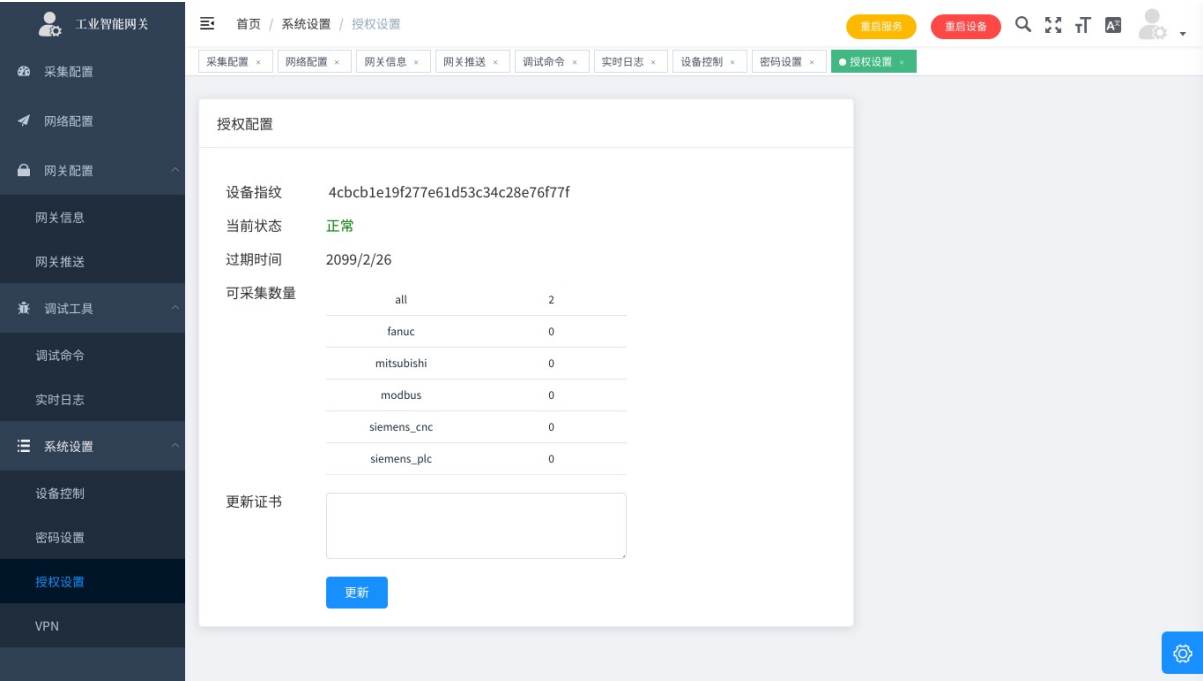 工业智能网关
首页 / 系统设置 / 授权设置
重启服务
重启设备
采集配置 ×
网络配置 ×
网关信息 ×
网关推送 ×
调试命令 ×
实时日志 ×
设备控制 ×
密码设置 ×
授权设置 ×
采集配置
网络配置
网关配置
网关信息
网关推送
调试工具
调试命令
实时日志
系统设置
设备控制
密码设置
授权设置
VPN
授权配置
设备指纹 4cbcb1e19f277e61d53c34c28e76f77f
当前状态 正常
过期时间 2099/2/26
可采集数量
all 2
fanuc 0
mitsubishi 0
modbus 0
siemens_cnc 0
siemens_plc 0
更新证书
更新